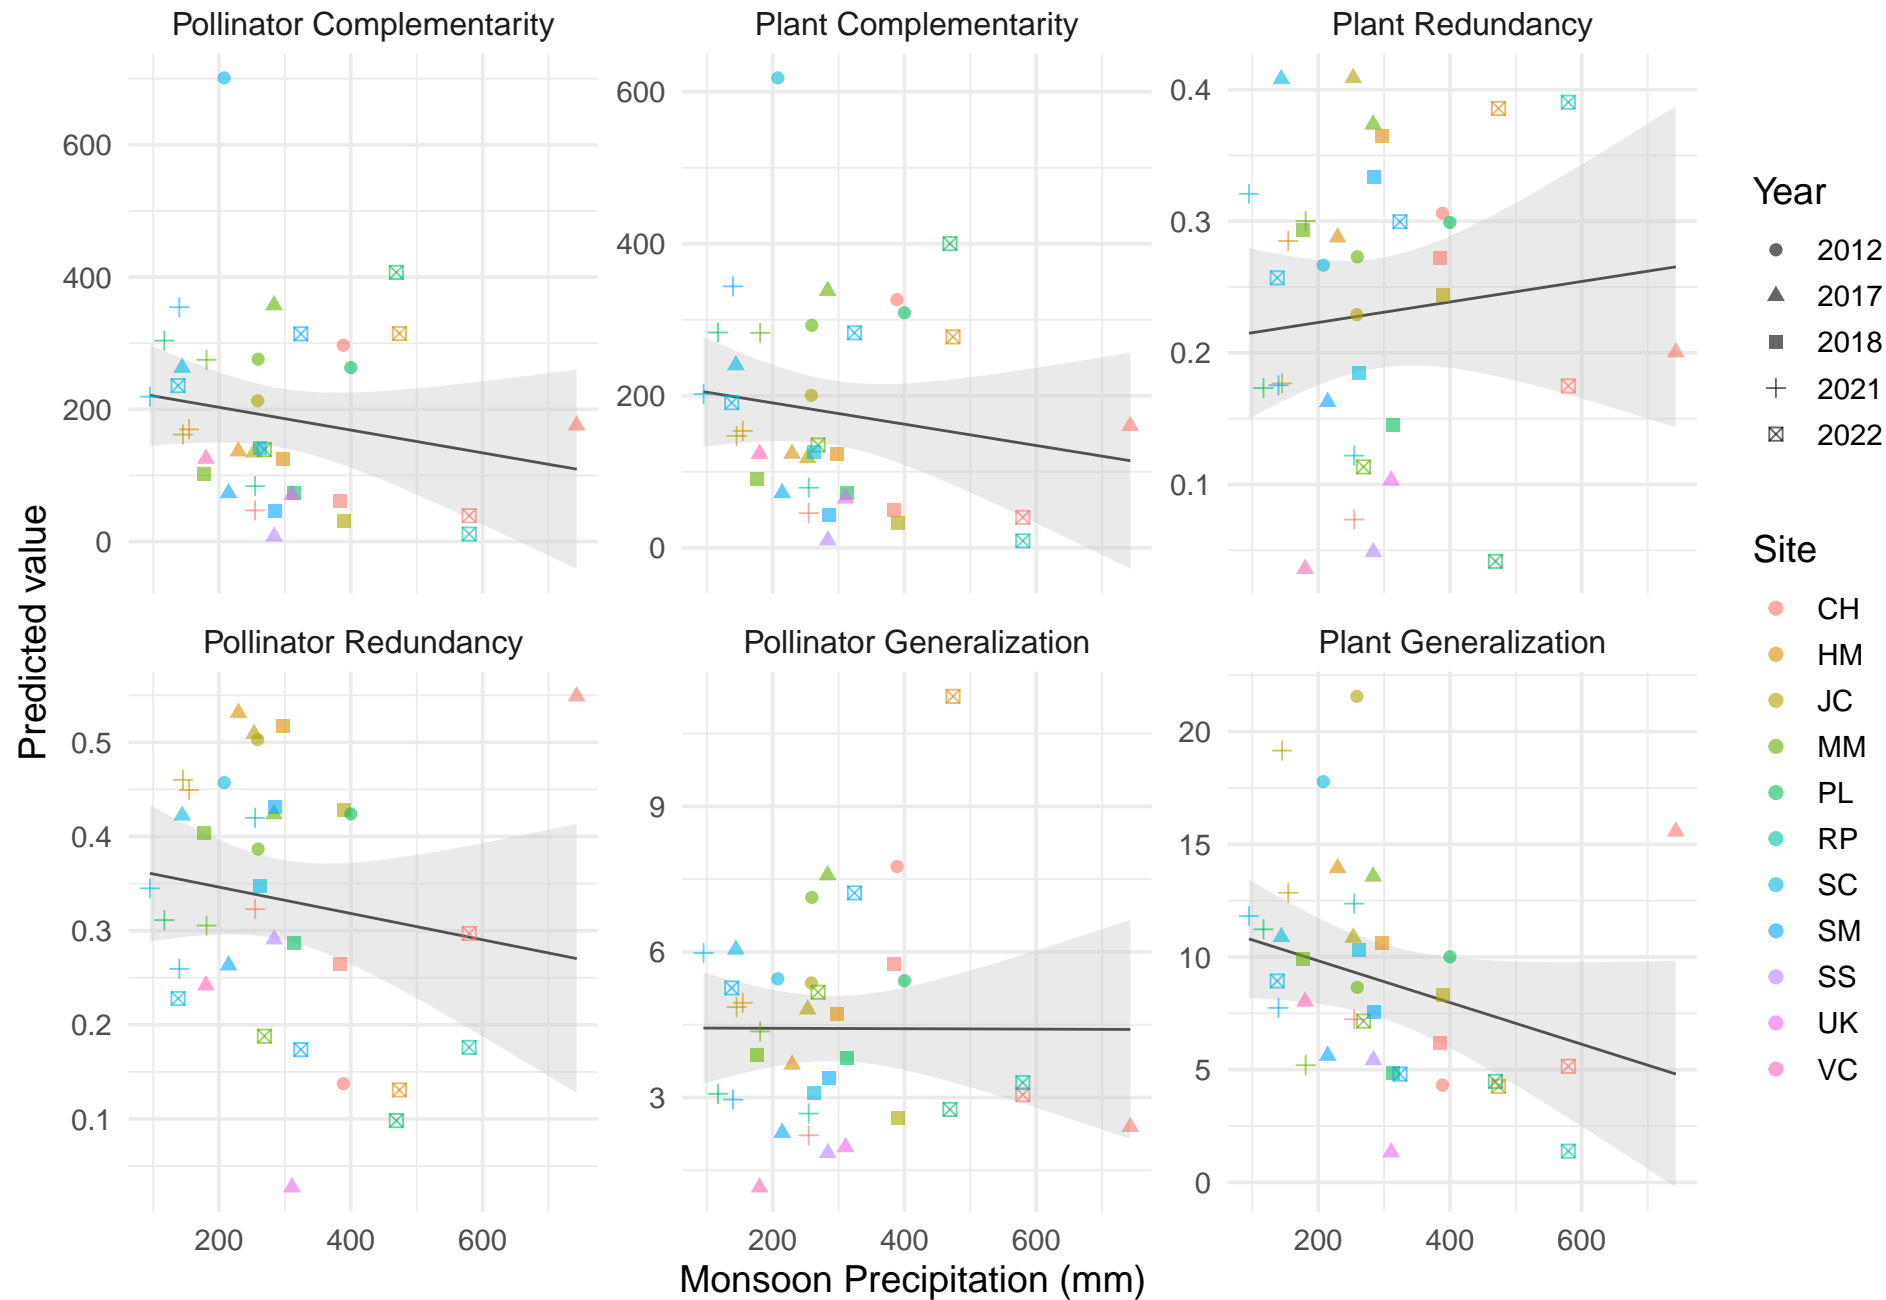 Pollinator Complementarity
Plant Complementarity
Plant Redundancy
600
400
200
0
600
400
200
0
0.4
0.3
0.2
0.1
Pollinator Redundancy
Pollinator Generalization
Plant Generalization
0.5
0.4
0.3
0.2
0.1
9
6
3
20
15
10
5
0
200 400 600
200 400 600
200 400 600
Monsoon Precipitation (mm)
Predicted value
Year
2012
2017
2018
2021
2022
Site
CH
HM
JC
MM
PL
RP
SC
SM
SS
UK
VC